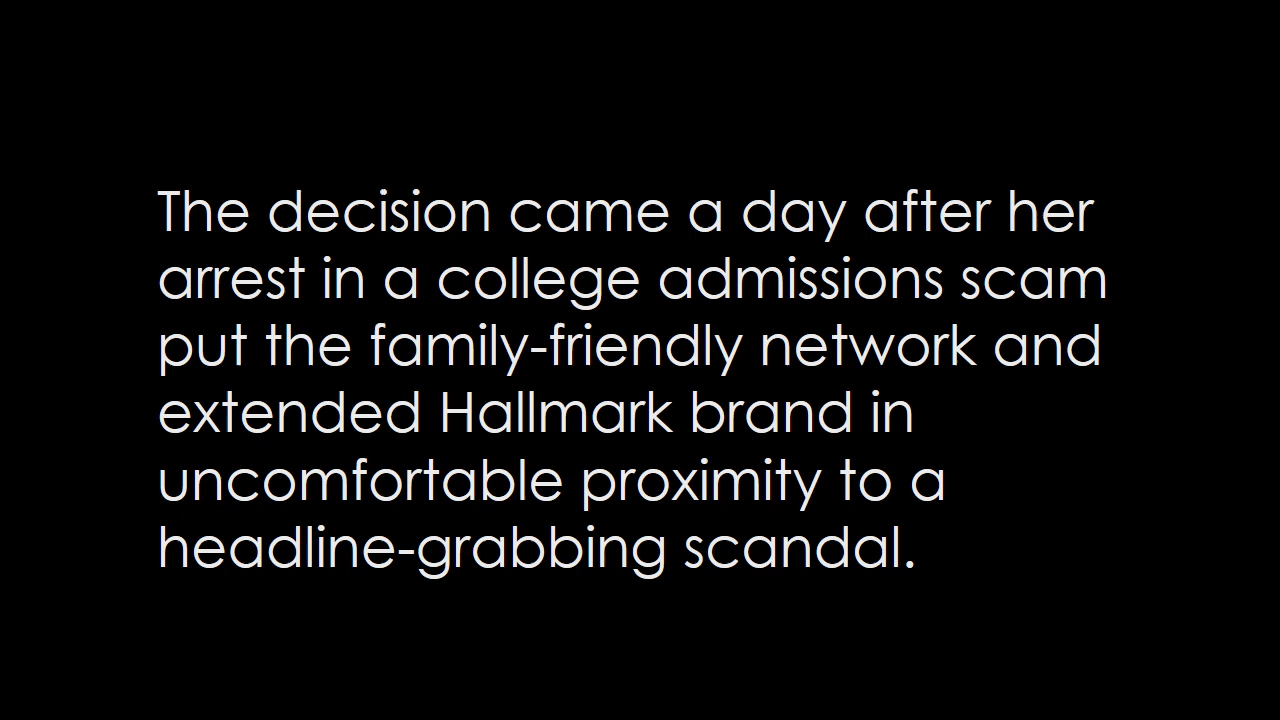 The decision came a day after her
arrest in a college admissions scam
put the family-friendly network and
extended Hallmark brand in
uncomfortable proximity to a
headline-grabbing scandal.